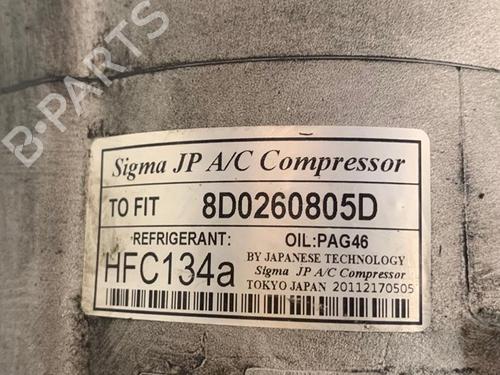 B-PARTS
Sigma JP A/C Compressor
TO FIT 8D0260805D
REFRIGERANT: OIL:PAG46
HFC134a
BY JAPANESE TECHNOLOGY
Sigma JP A/C Compressor
TOKYO JAPAN 20112170505